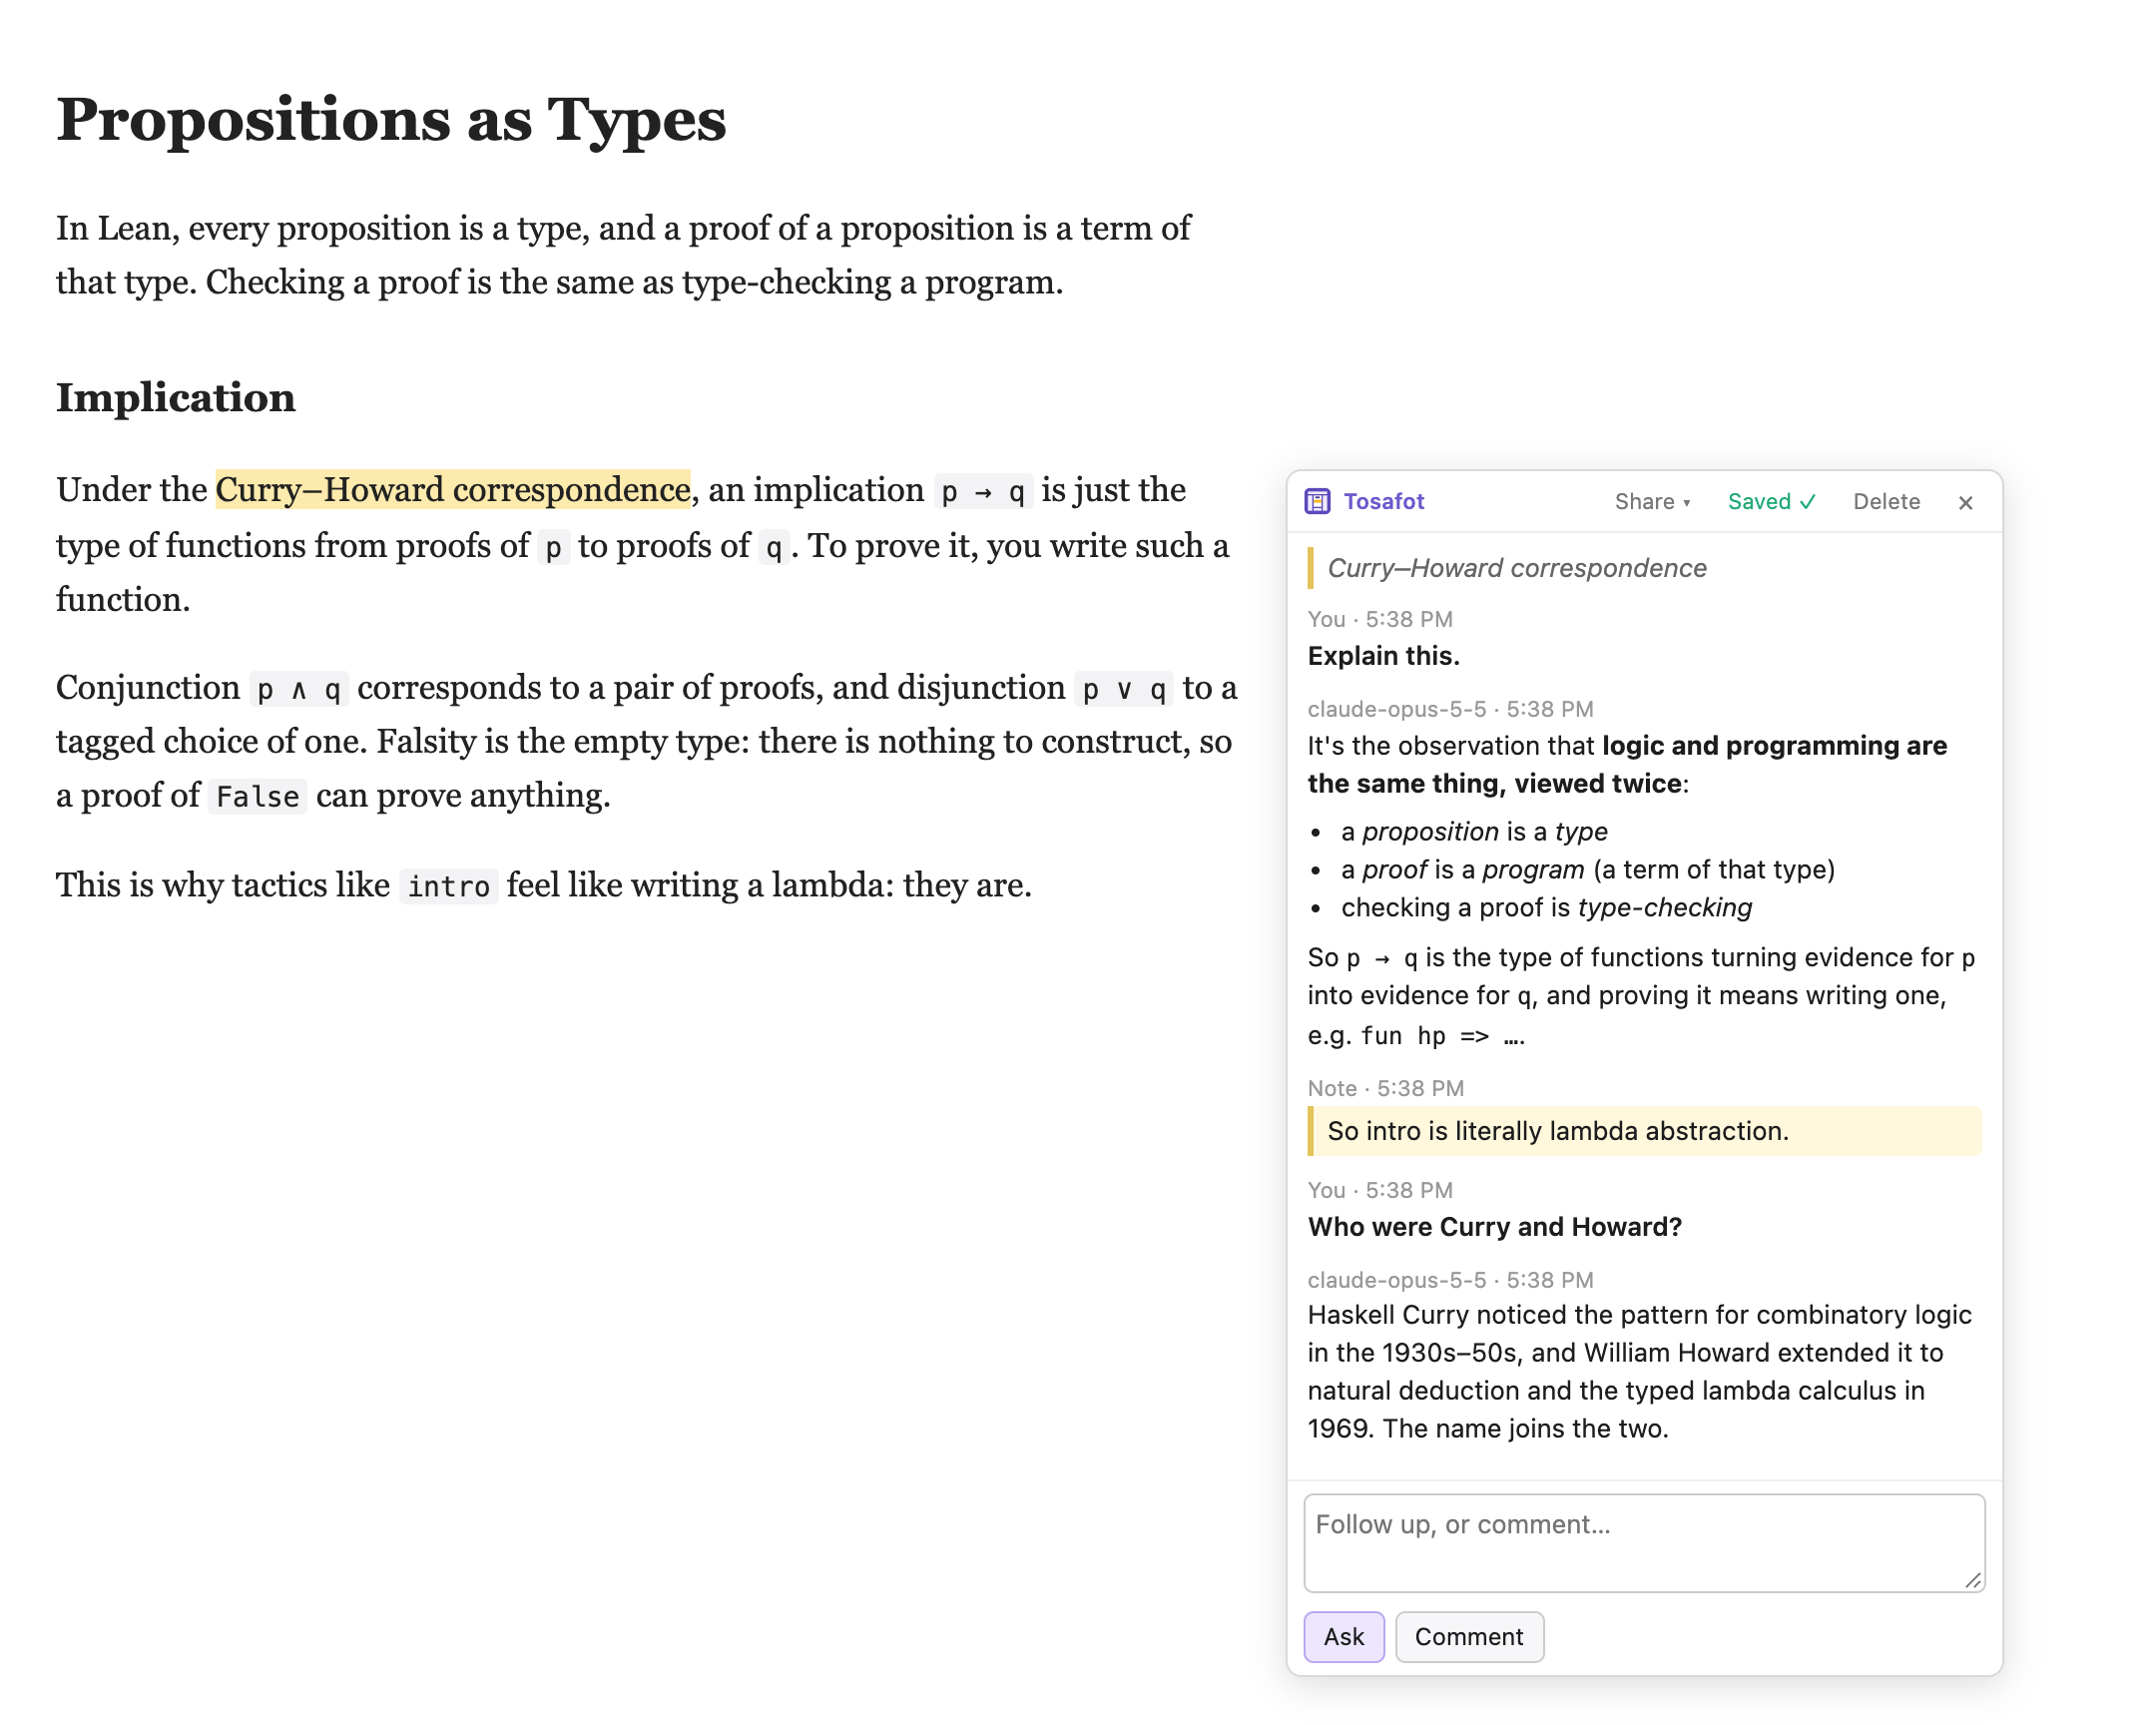 Propositions as Types
In Lean, every proposition is a type, and a proof of a proposition is a term of
that type. Checking a proof is the same as type-checking a program.
Implication
Under the Curry–Howard correspondence, an implication p → q is just the
type of functions from proofs of p to proofs of q. To prove it, you write such a
function.
Conjunction p ∧ q corresponds to a pair of proofs, and disjunction p ∨ q to a
tagged choice of one. Falsity is the empty type: there is nothing to construct, so
a proof of False can prove anything.
This is why tactics like intro feel like writing a lambda: they are.
Tosafot Share ▾ Saved ✓ Delete ×
Curry—Howard correspondence
You · 5:38 PM
Explain this.
claude-opus-5-5 · 5:38 PM
It's the observation that logic and programming are
the same thing, viewed twice:
• a proposition is a type
• a proof is a program (a term of that type)
• checking a proof is type-checking
So p → q is the type of functions turning evidence for p
into evidence for q, and proving it means writing one,
e.g. fun hp => ….
Note · 5:38 PM
So intro is literally lambda abstraction.
You · 5:38 PM
Who were Curry and Howard?
claude-opus-5-5 · 5:38 PM
Haskell Curry noticed the pattern for combinatory logic
in the 1930s–50s, and William Howard extended it to
natural deduction and the typed lambda calculus in
1969. The name joins the two.
Follow up, or comment…
Ask Comment